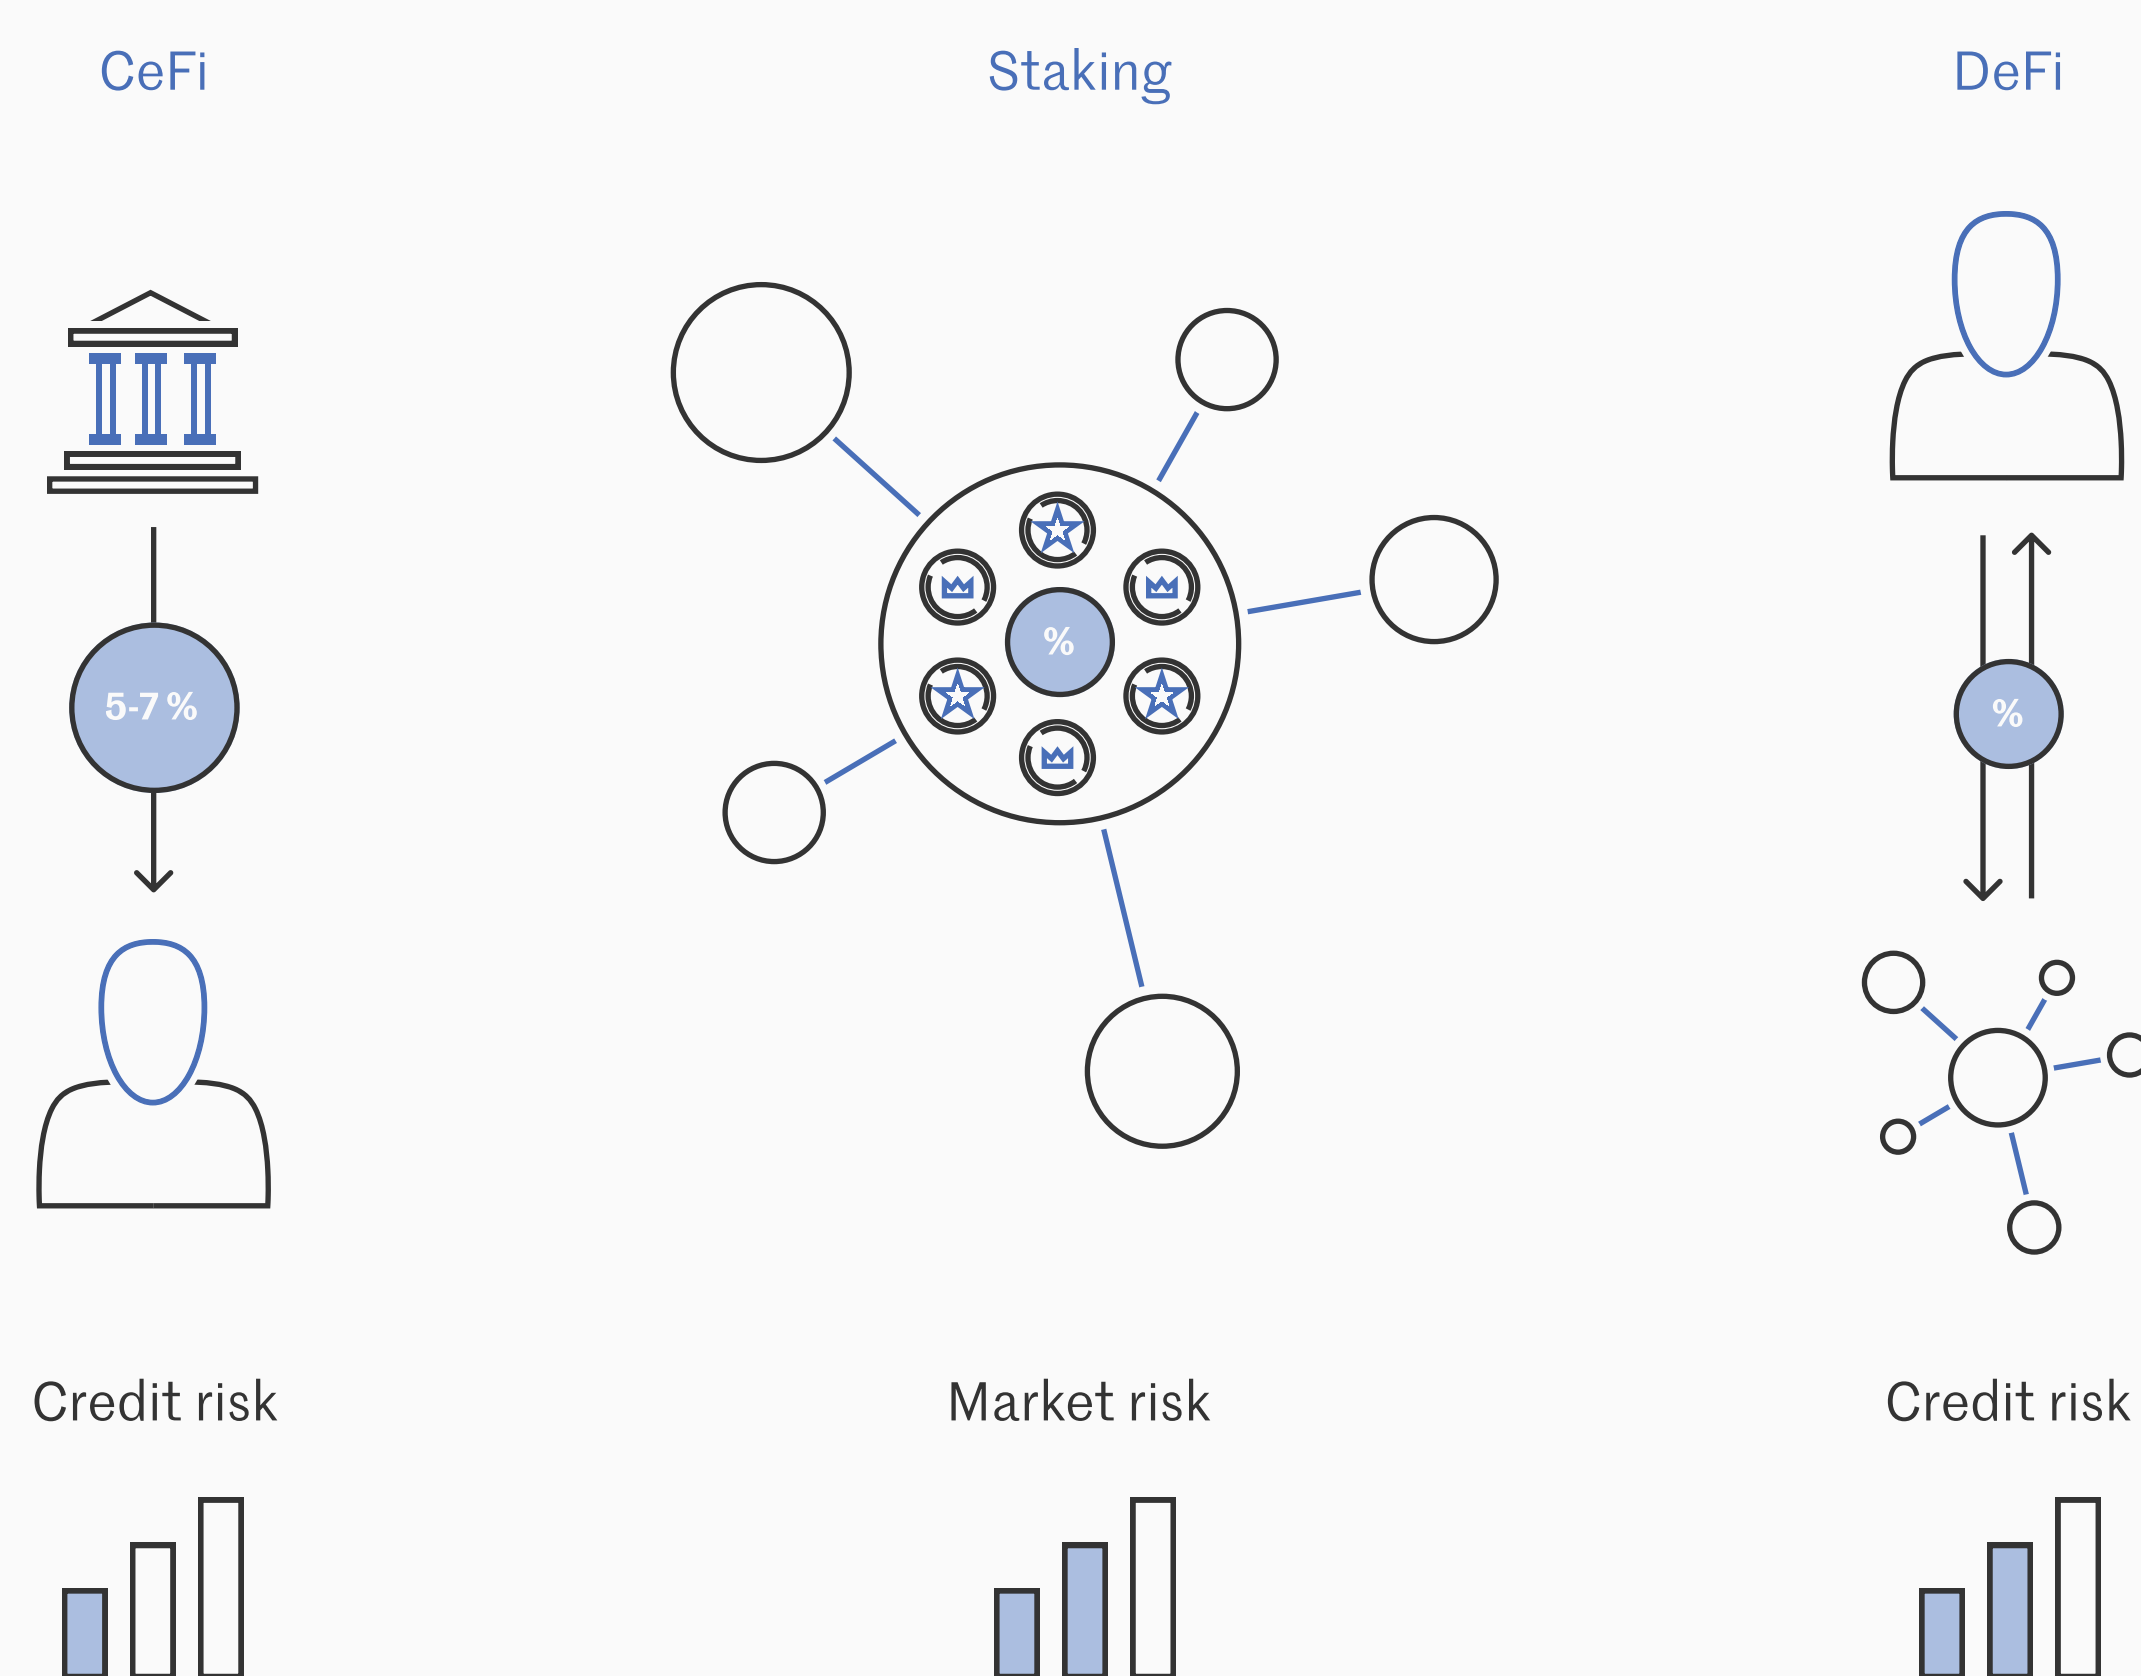 CeFi
Staking
DeFi
5-7 %
%
%
Credit risk
Market risk
Credit risk